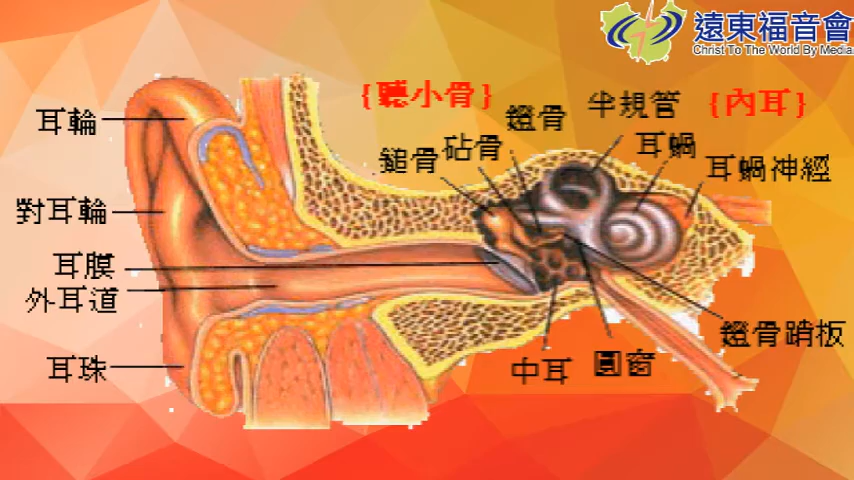 遠東福音會
Christ To The World By Media
{聽小骨}
{內耳}
耳輪
鐙骨
半規管
鎚骨
砧骨
耳蝸
耳蝸神經
對耳輪
耳膜
外耳道
鐙骨踏板
耳珠
中耳
圓窗